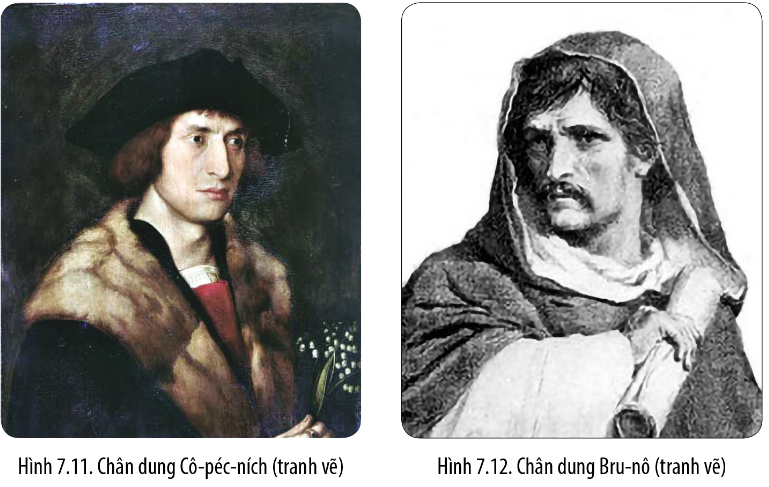 Hình 7.11. Chân dung Cô-péc-ních (tranh vẽ)
Hình 7.12. Chân dung Bru-nô (tranh vẽ)